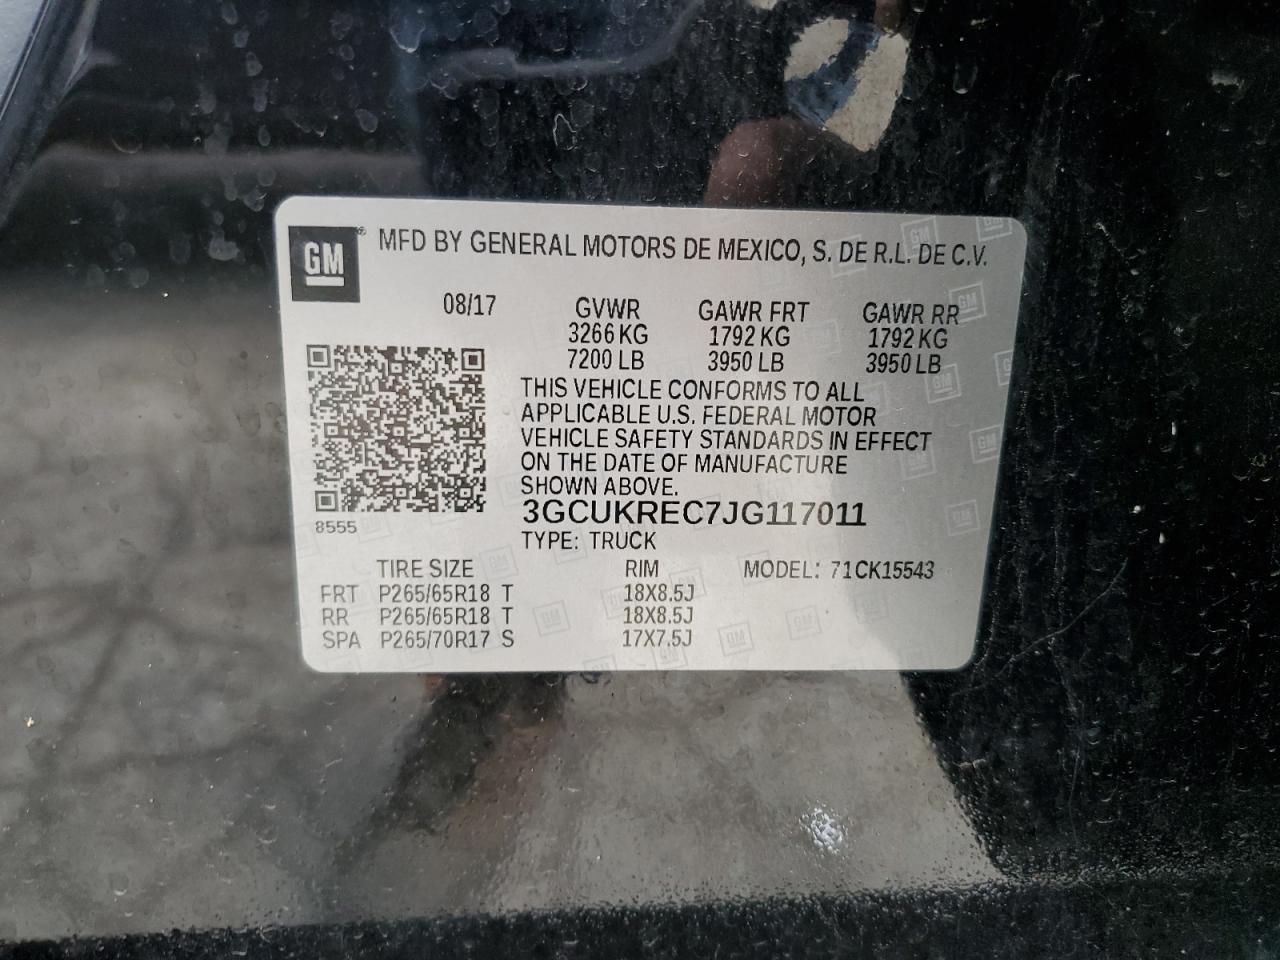 GM
MFD BY GENERAL MOTORS DE MEXICO, S. DE R.L. DE C.V.
08/17 GVWR GAWR FRT GAWR RR
3266 KG 1792 KG 1792 KG
7200 LB 3950 LB 3950 LB
THIS VEHICLE CONFORMS TO ALL
APPLICABLE U.S. FEDERAL MOTOR
VEHICLE SAFETY STANDARDS IN EFFECT
ON THE DATE OF MANUFACTURE
SHOWN ABOVE.
3GCUKREC7JG117011
8555
TYPE: TRUCK
TIRE SIZE RIM MODEL: 71CK15543
FRT P265/65R18 T 18X8.5J
RR P265/65R18 T 18X8.5J
SPA P265/70R17 S 17X7.5J